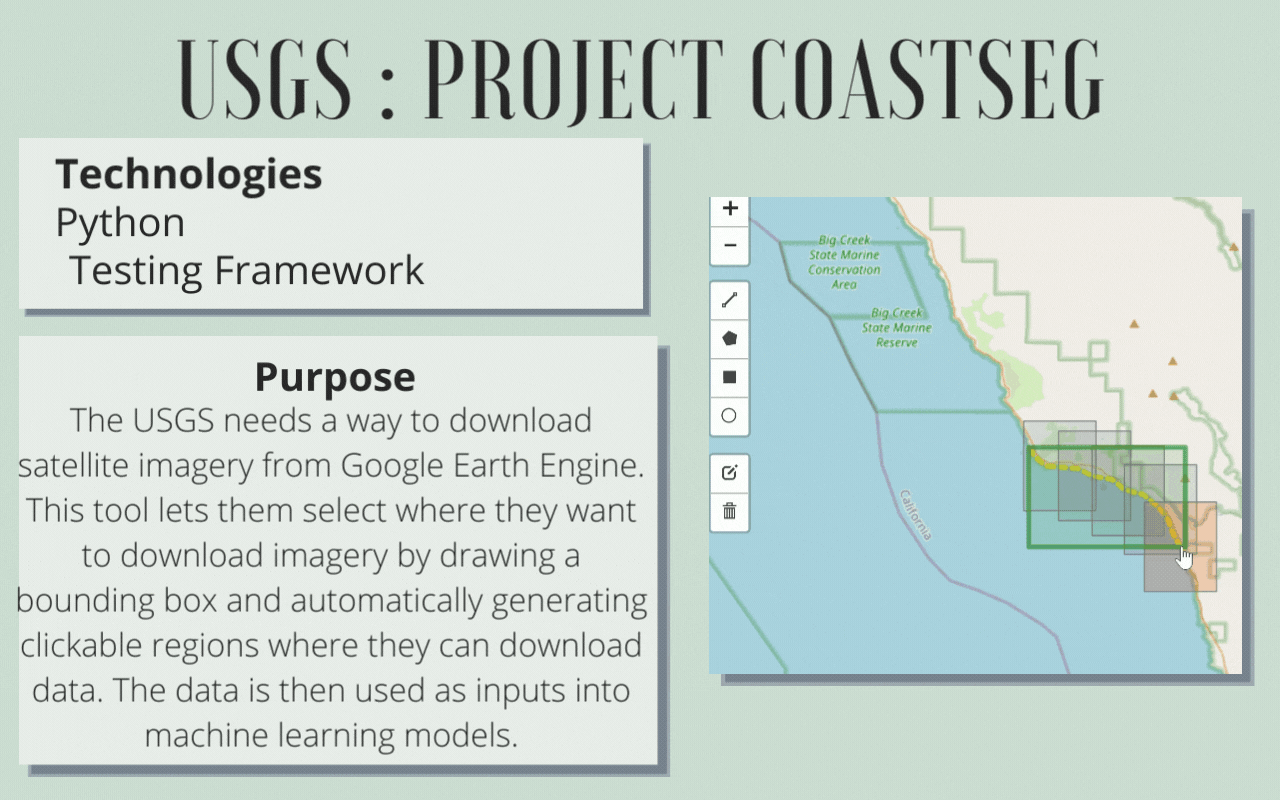 USGS : PROJECT COASTSEG
Technologies
Python
Testing Framework
Purpose
The USGS needs a way to download
satellite imagery from Google Earth Engine.
This tool lets them select where they want
to download imagery by drawing a
bounding box and automatically generating
clickable regions where they can download
data. The data is then used as inputs into
machine learning models.
+
−
Big Creek
State Marine
Conservation
Area
Big Creek
State Marine
Reserve
California